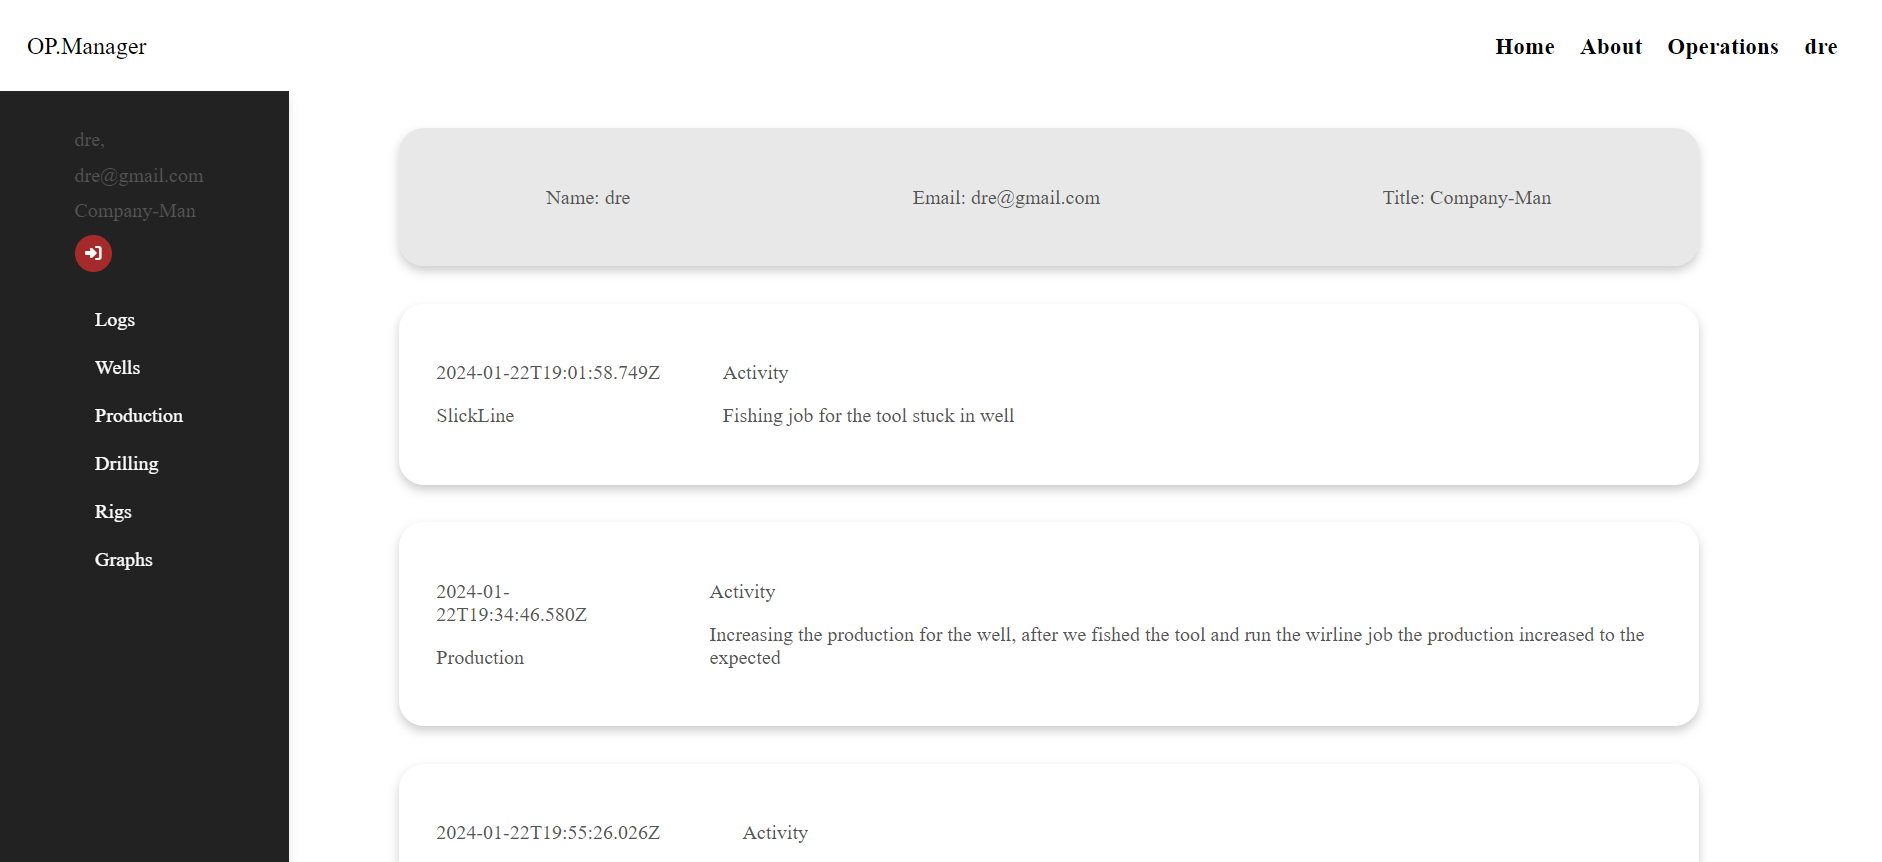 OP.Manager
Home About Operations dre
dre,
dre@gmail.com
Company-Man
Logs
Wells
Production
Drilling
Rigs
Graphs
Name: dre Email: dre@gmail.com Title: Company-Man
2024-01-22T19:01:58.749Z Activity
SlickLine Fishing job for the tool stuck in well
2024-01-
22T19:34:46.580Z
Production
Activity
Increasing the production for the well, after we fished the tool and run the wirline job the production increased to the
expected
2024-01-22T19:55:26.026Z Activity